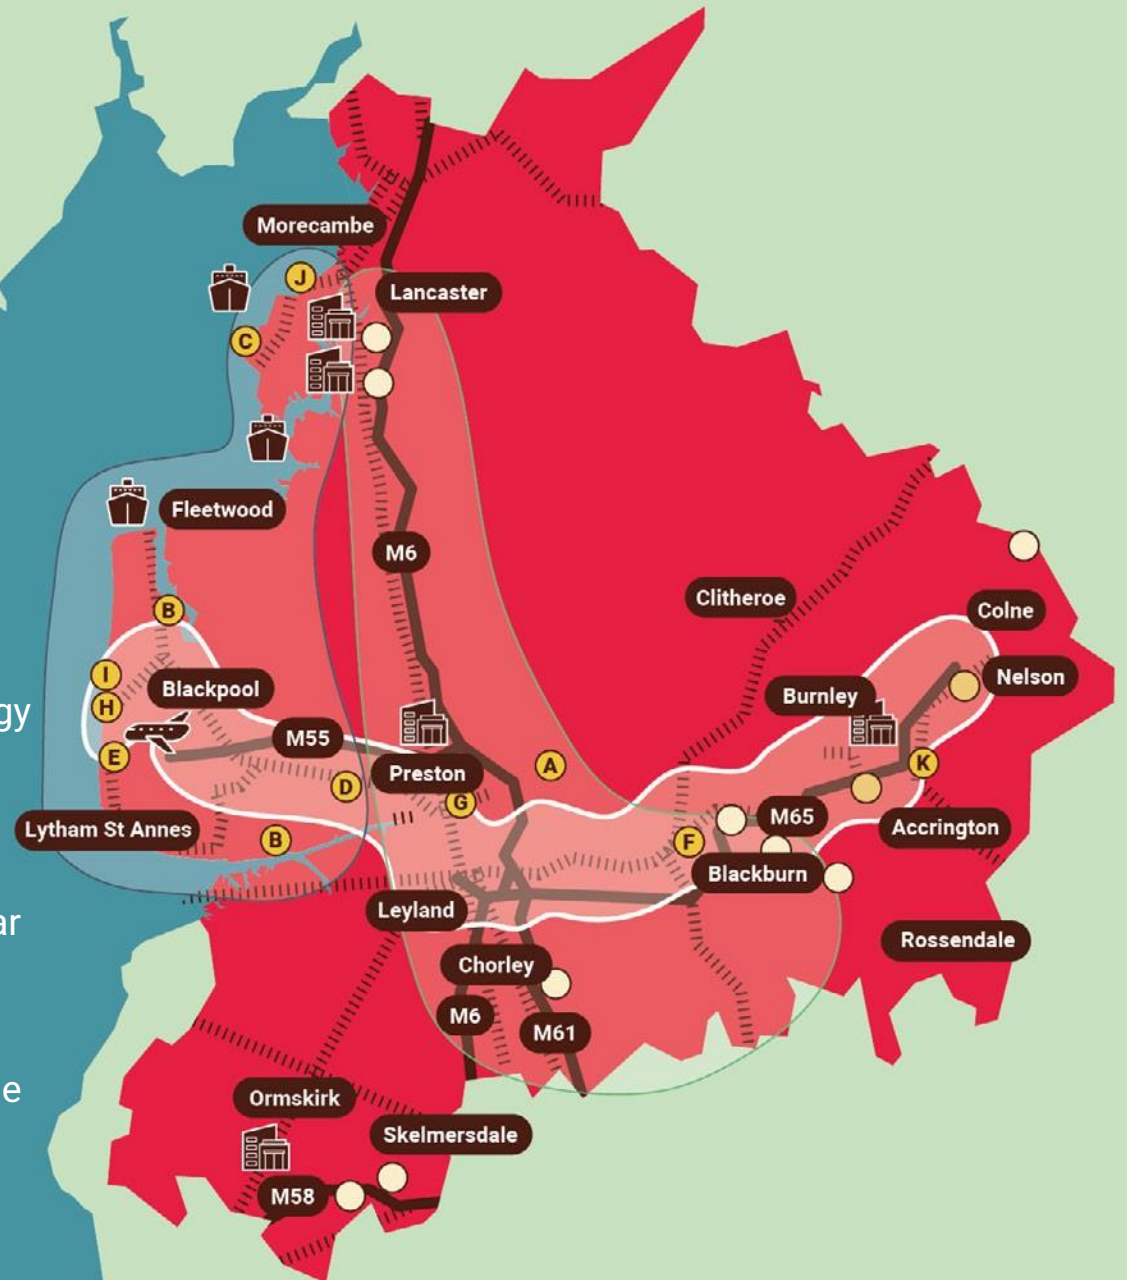 Morecambe
J
Lancaster
C
Fleetwood
M6
Clitheroe
Colne
B
I
Blackpool
Nelson
H
Burnley
gy
M55
E
A
K
Preston
D
G
M65
Lytham St Annes
B
F
Accrington
Blackburn
Leyland
ar
Rossendale
Chorley
M6
M61
e
Ormskirk
Skelmersdale
M58